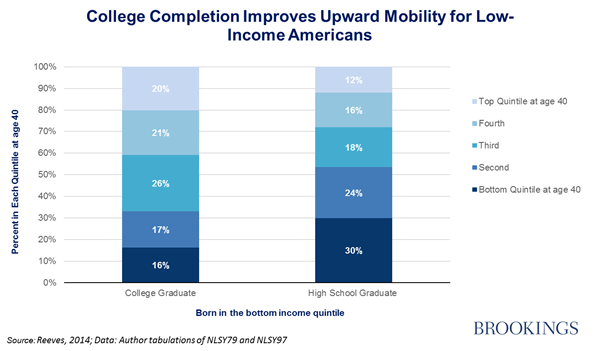 College Completion Improves Upward Mobility for Low-
Income Americans
Percent in Each Quintile at age 40
100%
90%
80%
70%
60%
50%
40%
30%
20%
10%
0%
20%
21%
26%
17%
16%
12%
16%
18%
24%
30%
Top Quintile at age 40
Fourth
Third
Second
Bottom Quintile at age 40
College Graduate
High School Graduate
Born in the bottom income quintile
BROOKINGS
Source: Reeves, 2014; Data: Author tabulations of NLSY79 and NLSY97